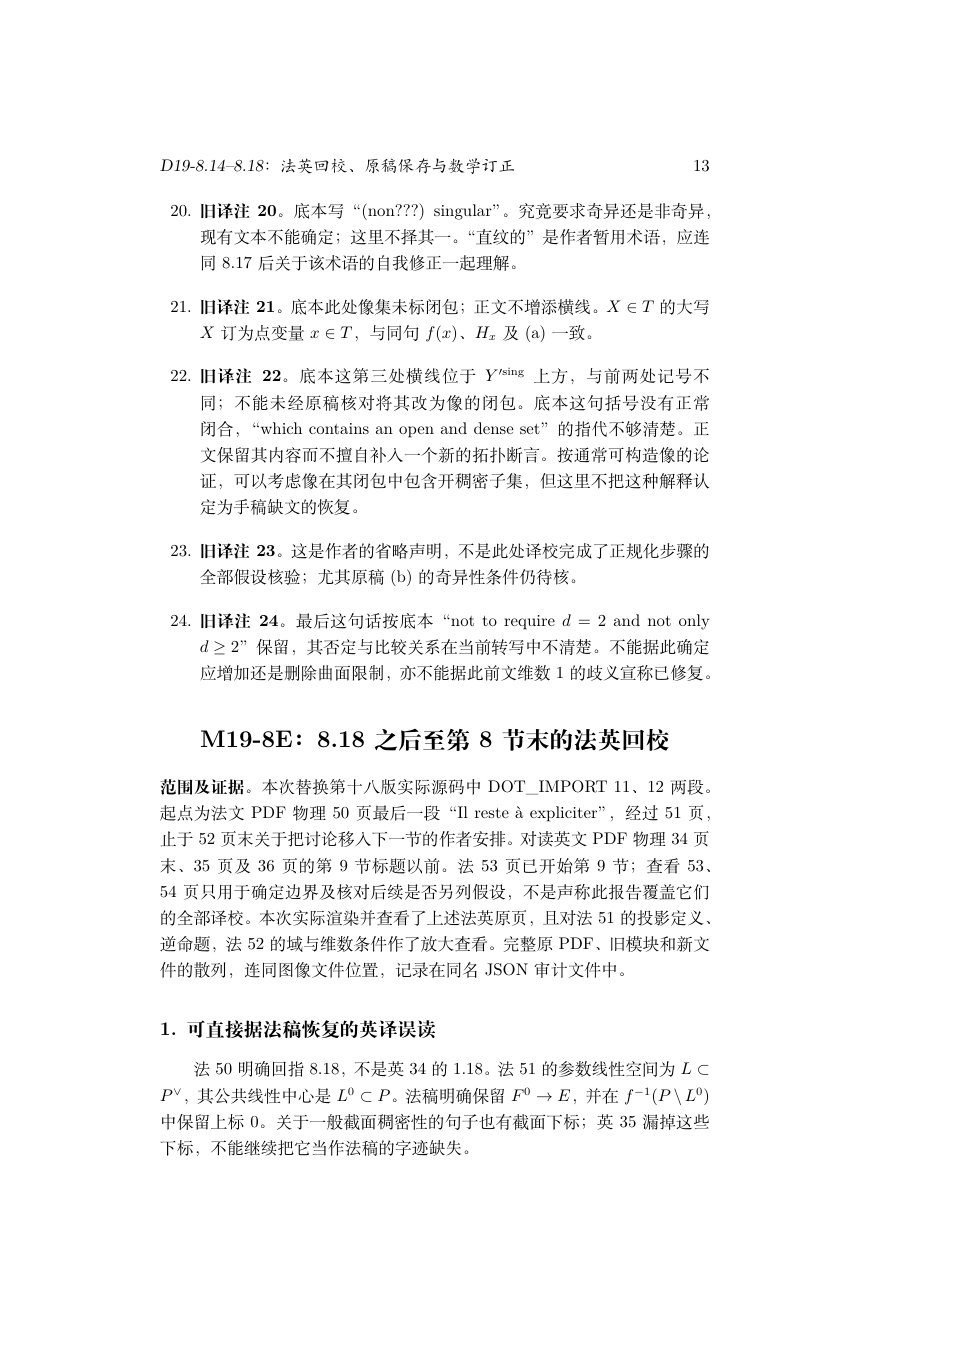 D19-8.14–8.18：法英回校、原稿保存与数学订正 13
20. 旧译注 20。底本写 “(non???) singular”。究竟要求奇异还是非奇异，
现有文本不能确定；这里不择其一。“直纹的” 是作者暂用术语，应连
同 8.17 后关于该术语的自我修正一起理解。
21. 旧译注 21。底本此处像集未标闭包；正文不增添横线。X ∈ T 的大写
X 订为点变量 x ∈ T，与同句 f(x)、Hₓ 及 (a) 一致。
22. 旧译注 22。底本这第三处横线位于 Y′ˢⁱⁿᵍ 上方，与前两处记号不
同；不能未经原稿核对将其改为像的闭包。底本这句括号没有正常
闭合，“which contains an open and dense set” 的指代不够清楚。正
文保留其内容而不擅自补入一个新的拓扑断言。按通常可构造像的论
证，可以考虑像在其闭包中包含开稠密子集，但这里不把这种解释认
定为手稿缺文的恢复。
23. 旧译注 23。这是作者的省略声明，不是此处译校完成了正规化步骤的
全部假设核验；尤其原稿 (b) 的奇异性条件仍待核。
24. 旧译注 24。最后这句话按底本 “not to require d = 2 and not only
d ≥ 2” 保留，其否定与比较关系在当前转写中不清楚。不能据此确定
应增加还是删除曲面限制，亦不能据此前文维数 1 的歧义宣称已修复。
M19-8E：8.18 之后至第 8 节末的法英回校
范围及证据。本次替换第十八版实际源码中 DOT_IMPORT 11、12 两段。
起点为法文 PDF 物理 50 页最后一段 “Il reste à expliciter”，经过 51 页，
止于 52 页末关于把讨论移入下一节的作者安排。对读英文 PDF 物理 34 页
末、35 页及 36 页的第 9 节标题以前。法 53 页已开始第 9 节；查看 53、
54 页只用于确定边界及核对后续是否另列假设，不是声称此报告覆盖它们
的全部译校。本次实际渲染并查看了上述法英原页，且对法 51 的投影定义、
逆命题，法 52 的域与维数条件作了放大查看。完整原 PDF、旧模块和新文
件的散列，连同图像文件位置，记录在同名 JSON 审计文件中。
1. 可直接据法稿恢复的英译误读
法 50 明确回指 8.18，不是英 34 的 1.18。法 51 的参数线性空间为 L ⊂
P^∨，其公共线性中心是 L⁰ ⊂ P。法稿明确保留 F⁰ → E，并在 f⁻¹(P \ L⁰)
中保留上标 0。关于一般截面稠密性的句子也有截面下标；英 35 漏掉这些
下标，不能继续把它当作法稿的字迹缺失。